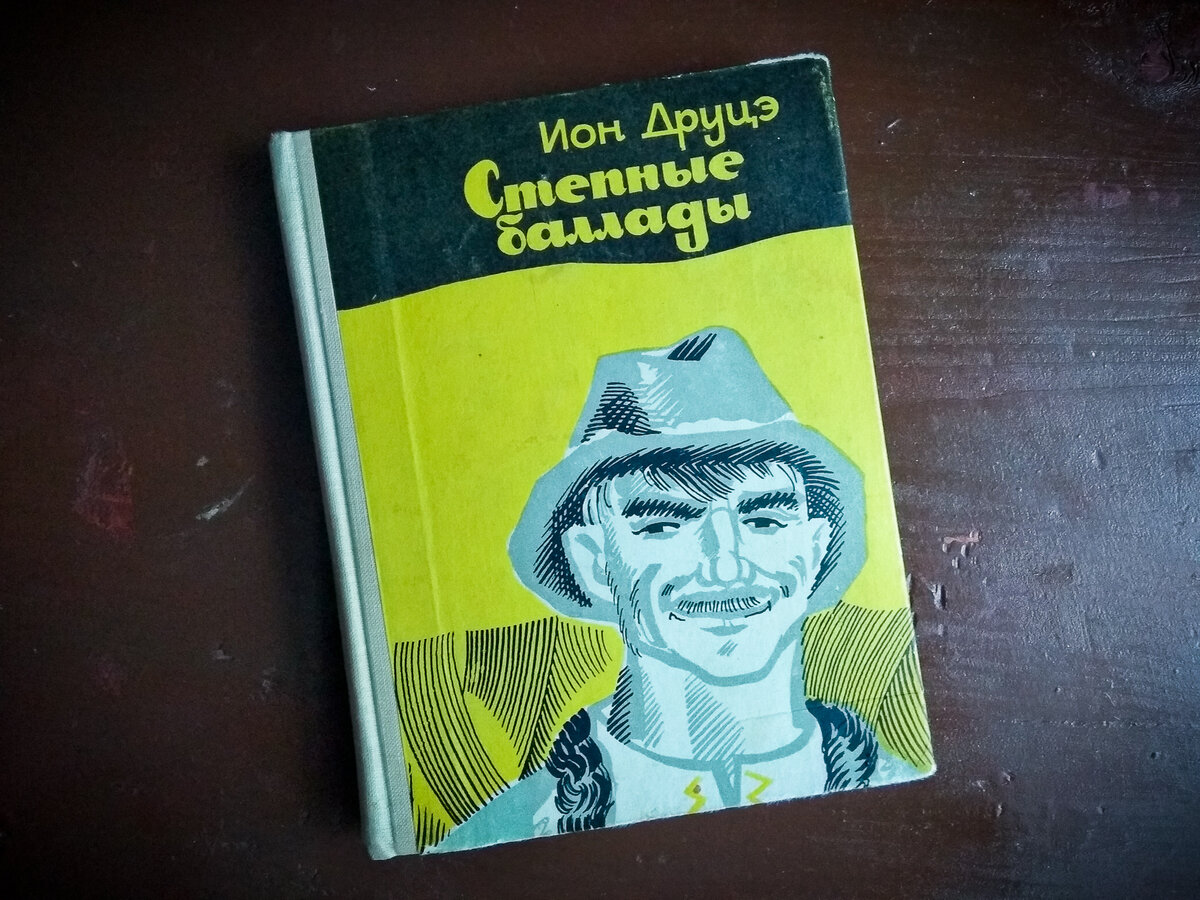 Ион Друцэ
Степные
баллады